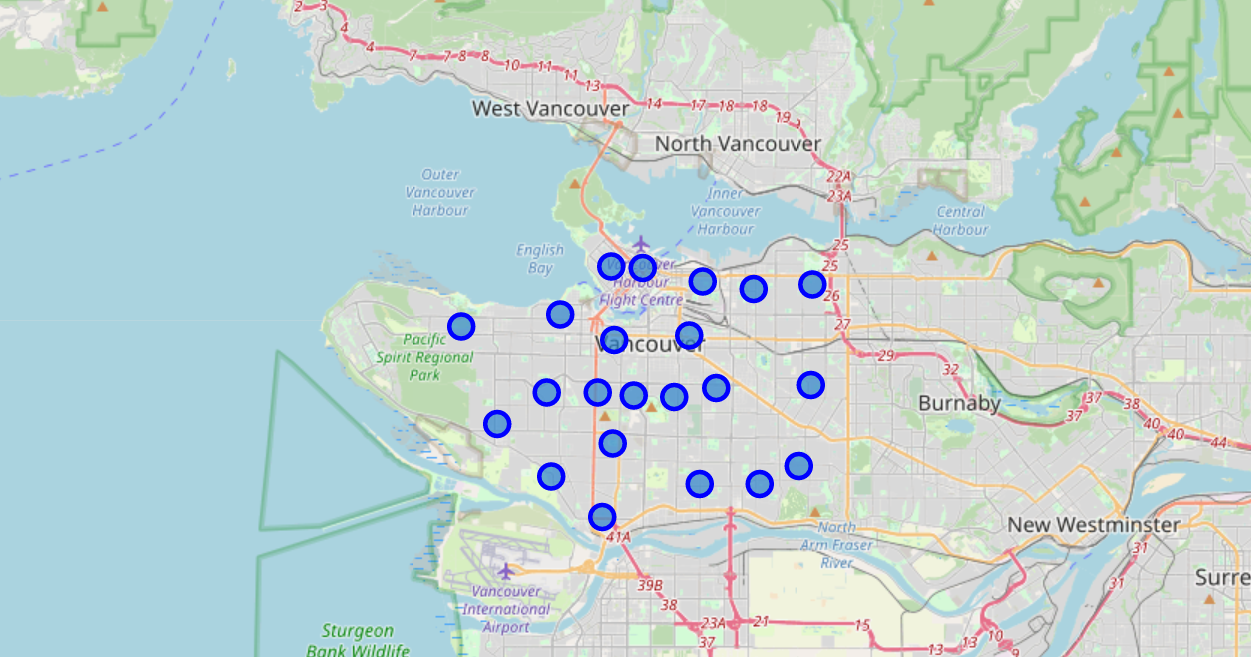 2
3
4
4
7
7
8
8
10
11
11
13
West Vancouver
14
17
18
18
19
North Vancouver
22A
23A
Outer
Vancouver
Harbour
Inner
Vancouver
Harbour
Central
Harbour
English
Bay
25
25
26
27
Harbour
Flight Centre
Vancouver
Pacific
Spirit Regional
Park
29
32
Burnaby
37
37
38
40
40
44
41A
North
Arm Fraser
River
New Westminster
31
31
Surre
Vancouver
International
Airport
39B
38
23A
37
21
15
13
13
10
9
Sturgeon
Bank Wildlife